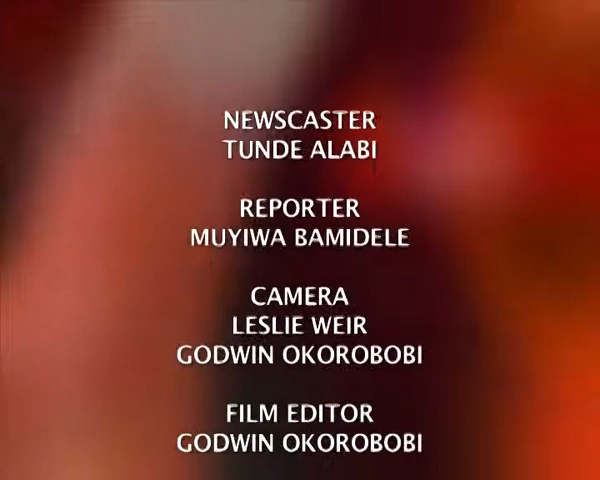 NEWSCASTER
TUNDE ALABI
REPORTER
MUYIWA BAMIDELE
CAMERA
LESLIE WEIR
GODWIN OKOROBOBI
FILM EDITOR
GODWIN OKOROBOBI